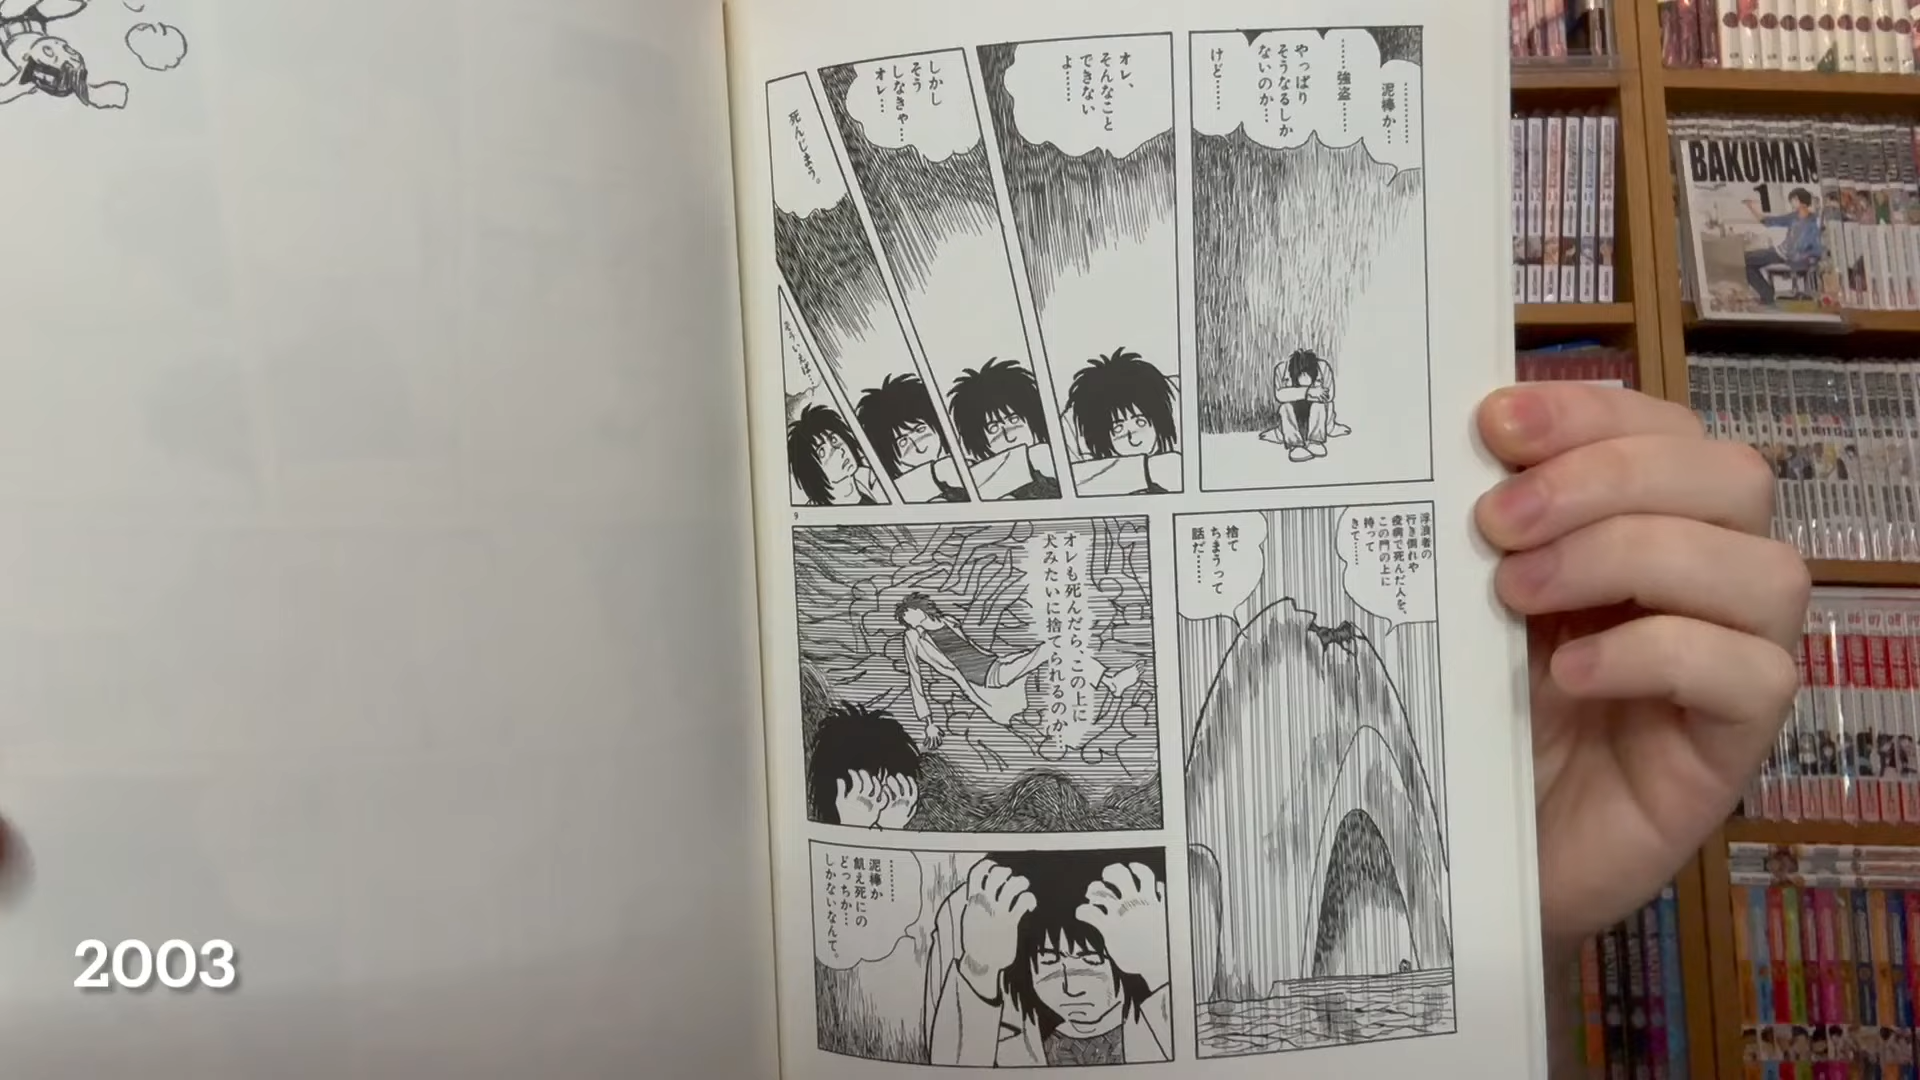 …………
泥棒か…
……強盗……
やっぱり
そうなるしか
ないのか…
けど……
オレ、
そんなこと
できない
よ……
しかし
そう
しなきゃ…
オレ…
死んじまう。
そういえば…
浮浪者の
行き倒れや
疫病で死んだ人を、
この門の上に
持って
きて……
捨て
ちまうって
話だ……
オレも死んだら、この上に
犬みたいに捨てられるのか…
………
泥棒か
飢え死にの
どっちか…
しかないなんて。
9
BAKUMAN
1
2003